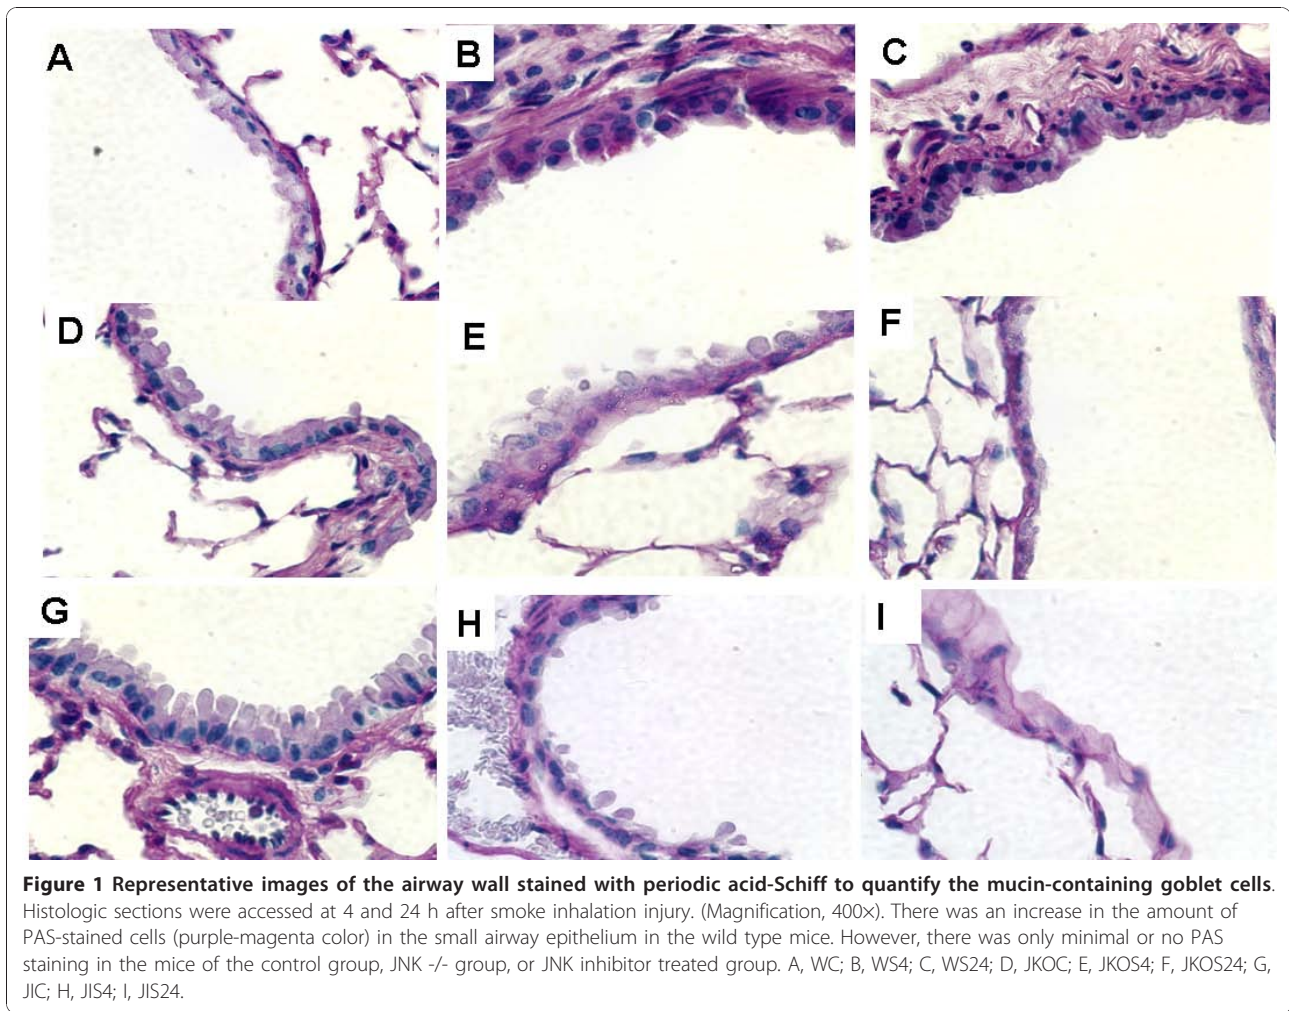 A
B
C
D
E
F
G
H
I
Figure 1 Representative images of the airway wall stained with periodic acid-Schiff to quantify the mucin-containing goblet cells.
Histologic sections were accessed at 4 and 24 h after smoke inhalation injury. (Magnification, 400×). There was an increase in the amount of
PAS-stained cells (purple-magenta color) in the small airway epithelium in the wild type mice. However, there was only minimal or no PAS
staining in the mice of the control group, JNK -/- group, or JNK inhibitor treated group. A, WC; B, WS4; C, WS24; D, JKOC; E, JKOS4; F, JKOS24; G,
JIC; H, JIS4; I, JIS24.